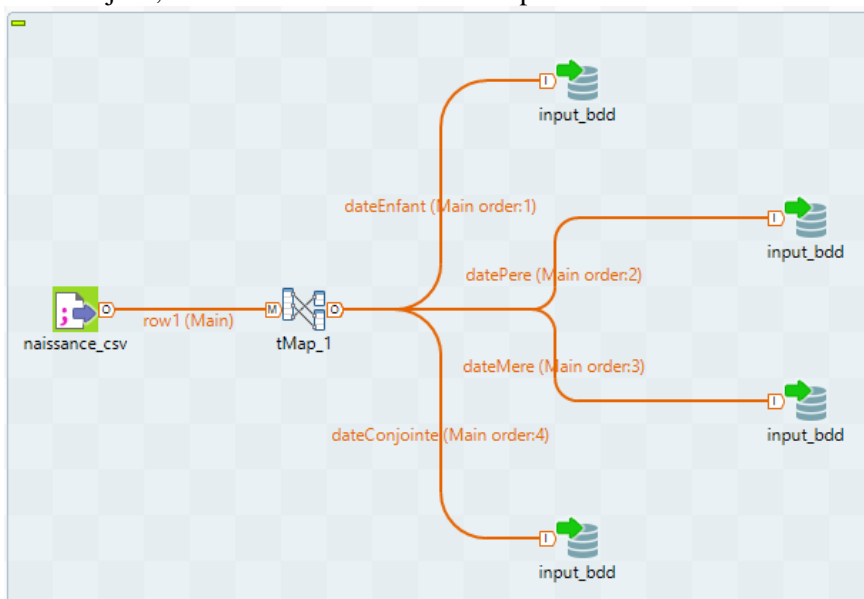 input_bdd
dateEnfant (Main order:1)
input_bdd
datePere (Main order:2)
row1 (Main)
naissance_csv
tMap_1
dateMere (Main order:3)
dateConjointe (Main order:4)
input_bdd
input_bdd